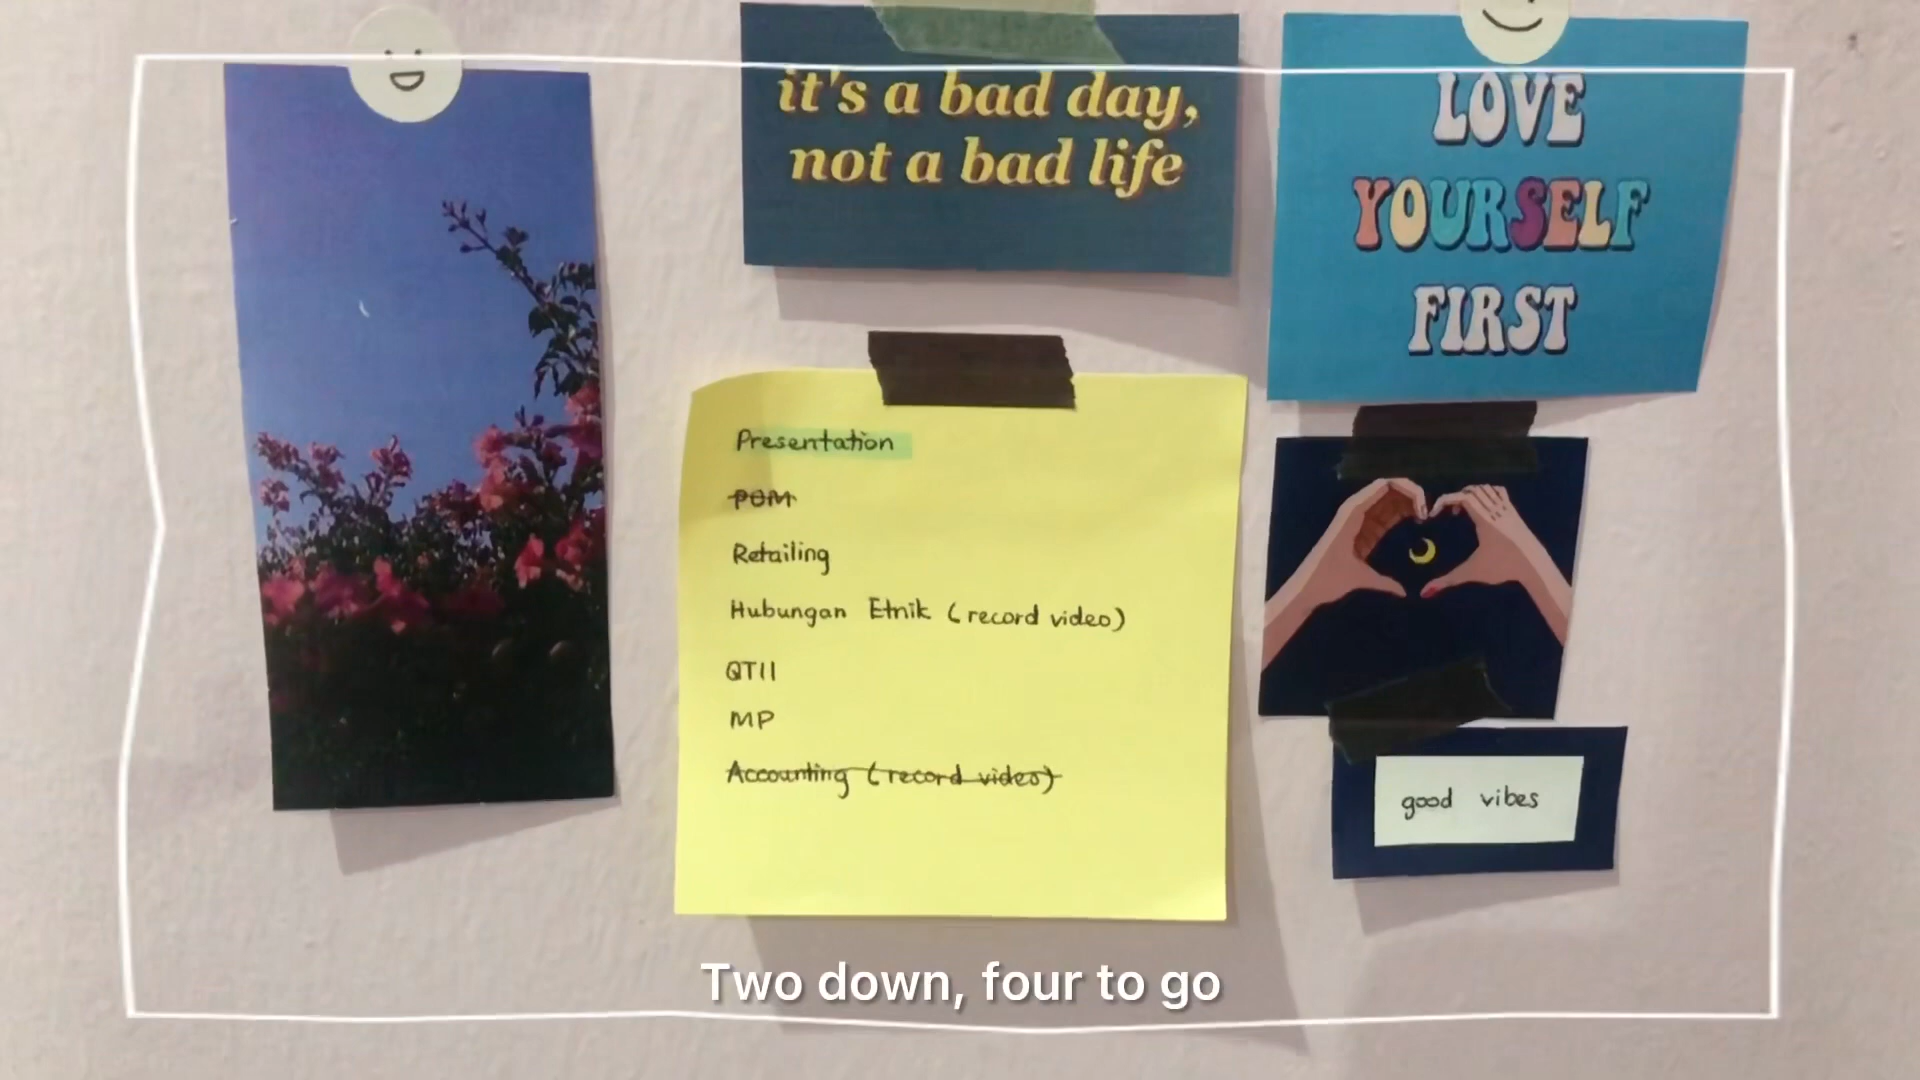 it's a bad day,
not a bad life
LOVE
YOURSELF
FIRST
Presentation
POM
Retailing
Hubungan Etnik (record video)
QTII
MP
Accounting (record video)
good vibes
Two down, four to go